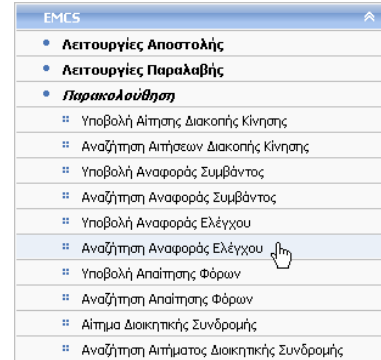 EMCS
Λειτουργίες Αποστολής
Λειτουργίες Παραλαβής
Παρακολούθηση
Υποβολή Αίτησης Διακοπής Κίνησης
Αναζήτηση Αιτήσεων Διακοπής Κίνησης
Υποβολή Αναφοράς Συμβάντος
Αναζήτηση Αναφοράς Συμβάντος
Υποβολή Αναφοράς Ελέγχου
Αναζήτηση Αναφοράς Ελέγχου
Υποβολή Απαίτησης Φόρων
Αναζήτηση Απαίτησης Φόρων
Αίτημα Διοικητικής Συνδρομής
Αναζήτηση Αιτήματος Διοικητικής Συνδρομής